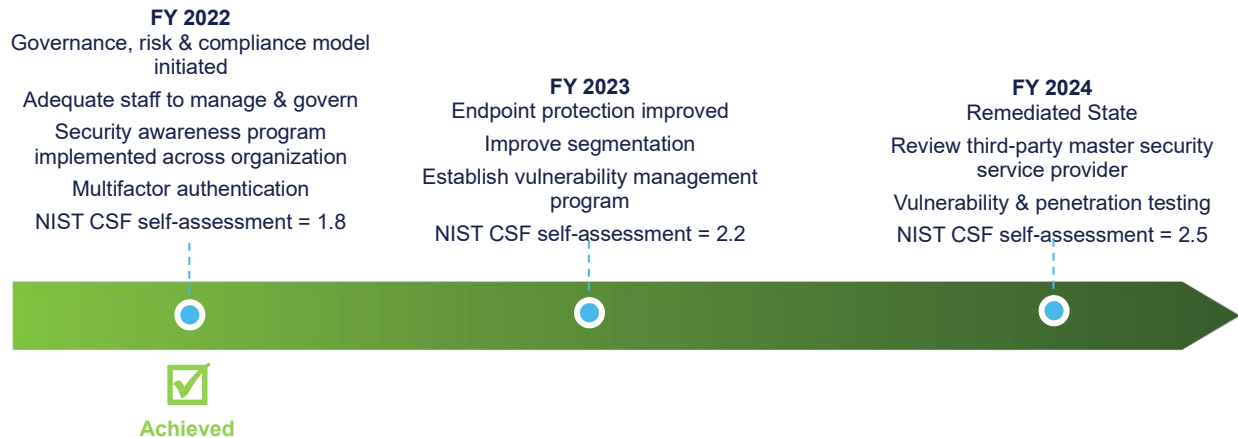 FY 2022
Governance, risk & compliance model
initiated
Adequate staff to manage & govern
Security awareness program
implemented across organization
Multifactor authentication
NIST CSF self-assessment = 1.8
FY 2023
Endpoint protection improved
Improve segmentation
Establish vulnerability management
program
NIST CSF self-assessment = 2.2
FY 2024
Remediated State
Review third-party master security
service provider
Vulnerability & penetration testing
NIST CSF self-assessment = 2.5
Achieved